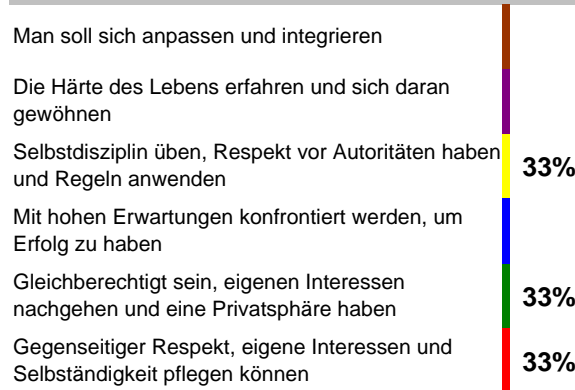 Man soll sich anpassen und integrieren
Die Härte des Lebens erfahren und sich daran
gewöhnen
Selbstdisziplin üben, Respekt vor Autoritäten haben
und Regeln anwenden
33%
Mit hohen Erwartungen konfrontiert werden, um
Erfolg zu haben
Gleichberechtigt sein, eigenen Interessen
nachgehen und eine Privatsphäre haben
33%
Gegenseitiger Respekt, eigene Interessen und
Selbständigkeit pflegen können
33%